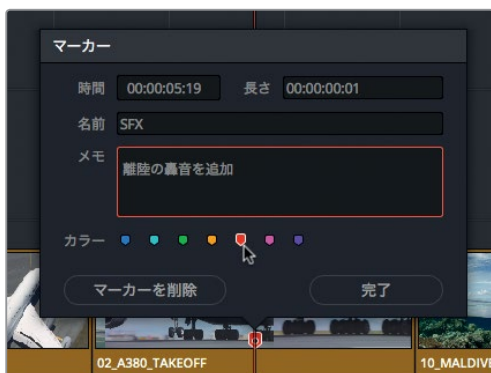 マーカー
時間 00:00:05:19 長さ 00:00:00:01
名前 SFX
メモ 離陸の轟音を追加
カラー
マーカーを削除 完了
02_A380_TAKEOFF 10_MALDIVE